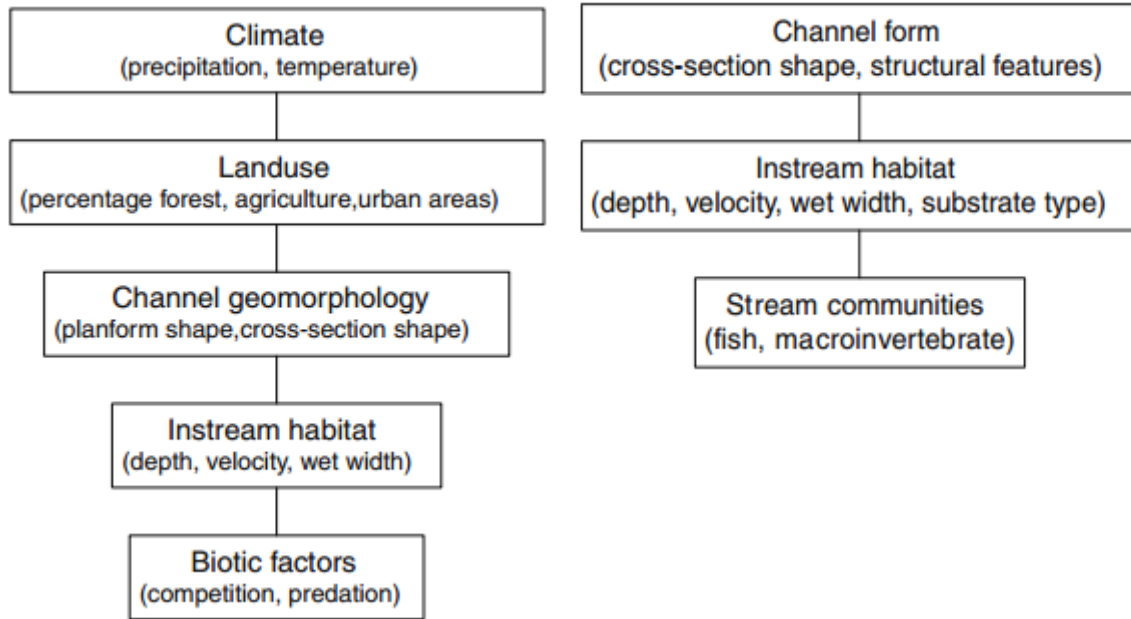 Climate
(precipitation, temperature)
Landuse
(percentage forest, agriculture,urban areas)
Channel geomorphology
(planform shape,cross-section shape)
Instream habitat
(depth, velocity, wet width)
Biotic factors
(competition, predation)
Channel form
(cross-section shape, structural features)
Instream habitat
(depth, velocity, wet width, substrate type)
Stream communities
(fish, macroinvertebrate)